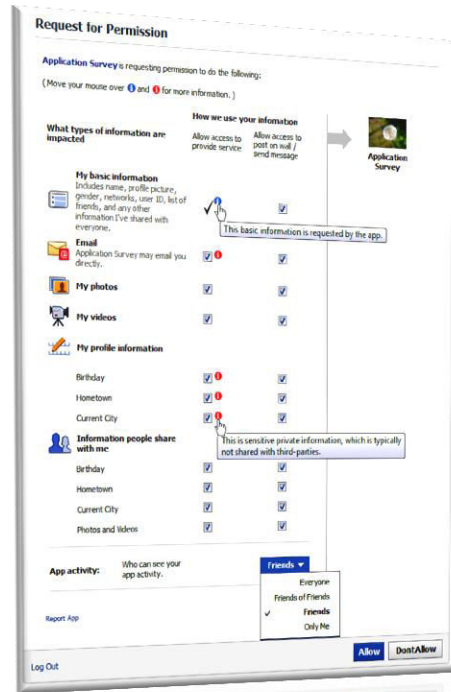 Request for Permission
Application Survey is requesting permission to do the following:
(Move your mouse over and for more information. )
How we use your infomation
What types of information are
impacted
Allow access to
provide service
Allow access to
post on wall /
send message
Application
Survey
My basic information
Includes name, profile picture,
gender, networks, user ID, list of
friends, and any other
information I've shared with
everyone.
This basic information is requested by the app.
Email
Application Survey may email you
directly.
My photos
My videos
My profile information
Birthday
Hometown
Current City
This is sensitive private information, which is typically
not shared with third-parties.
Information people share
with me
Birthday
Hometown
Current City
Photos and Videos
App activity:
Who can see your
app activity.
Friends
Everyone
Friends of Friends
Friends
Only Me
Report App
Log Out
Allow
DontAllow